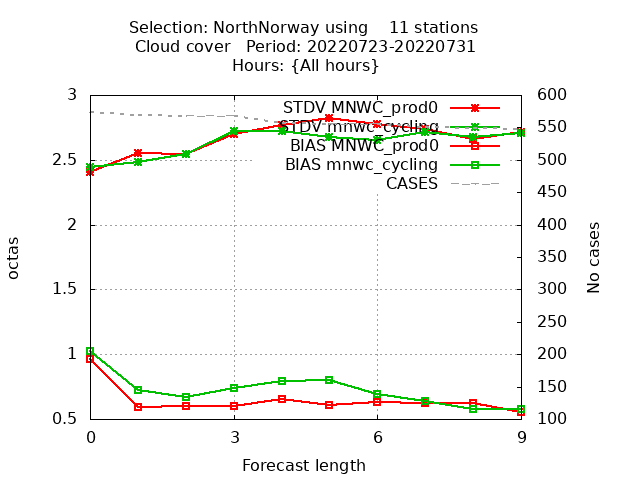 Selection: NorthNorway using 11 stations
Cloud cover Period: 20220723-20220731
Hours: {All hours}
3
2.5
2
1.5
1
0.5
octas
600
550
500
450
400
350
300
250
200
150
100
No cases
STDV MNWC_prod0
STDV mnwc_cycling
BIAS MNWC_prod0
BIAS mnwc_cycling
CASES
0
3
6
9
Forecast length